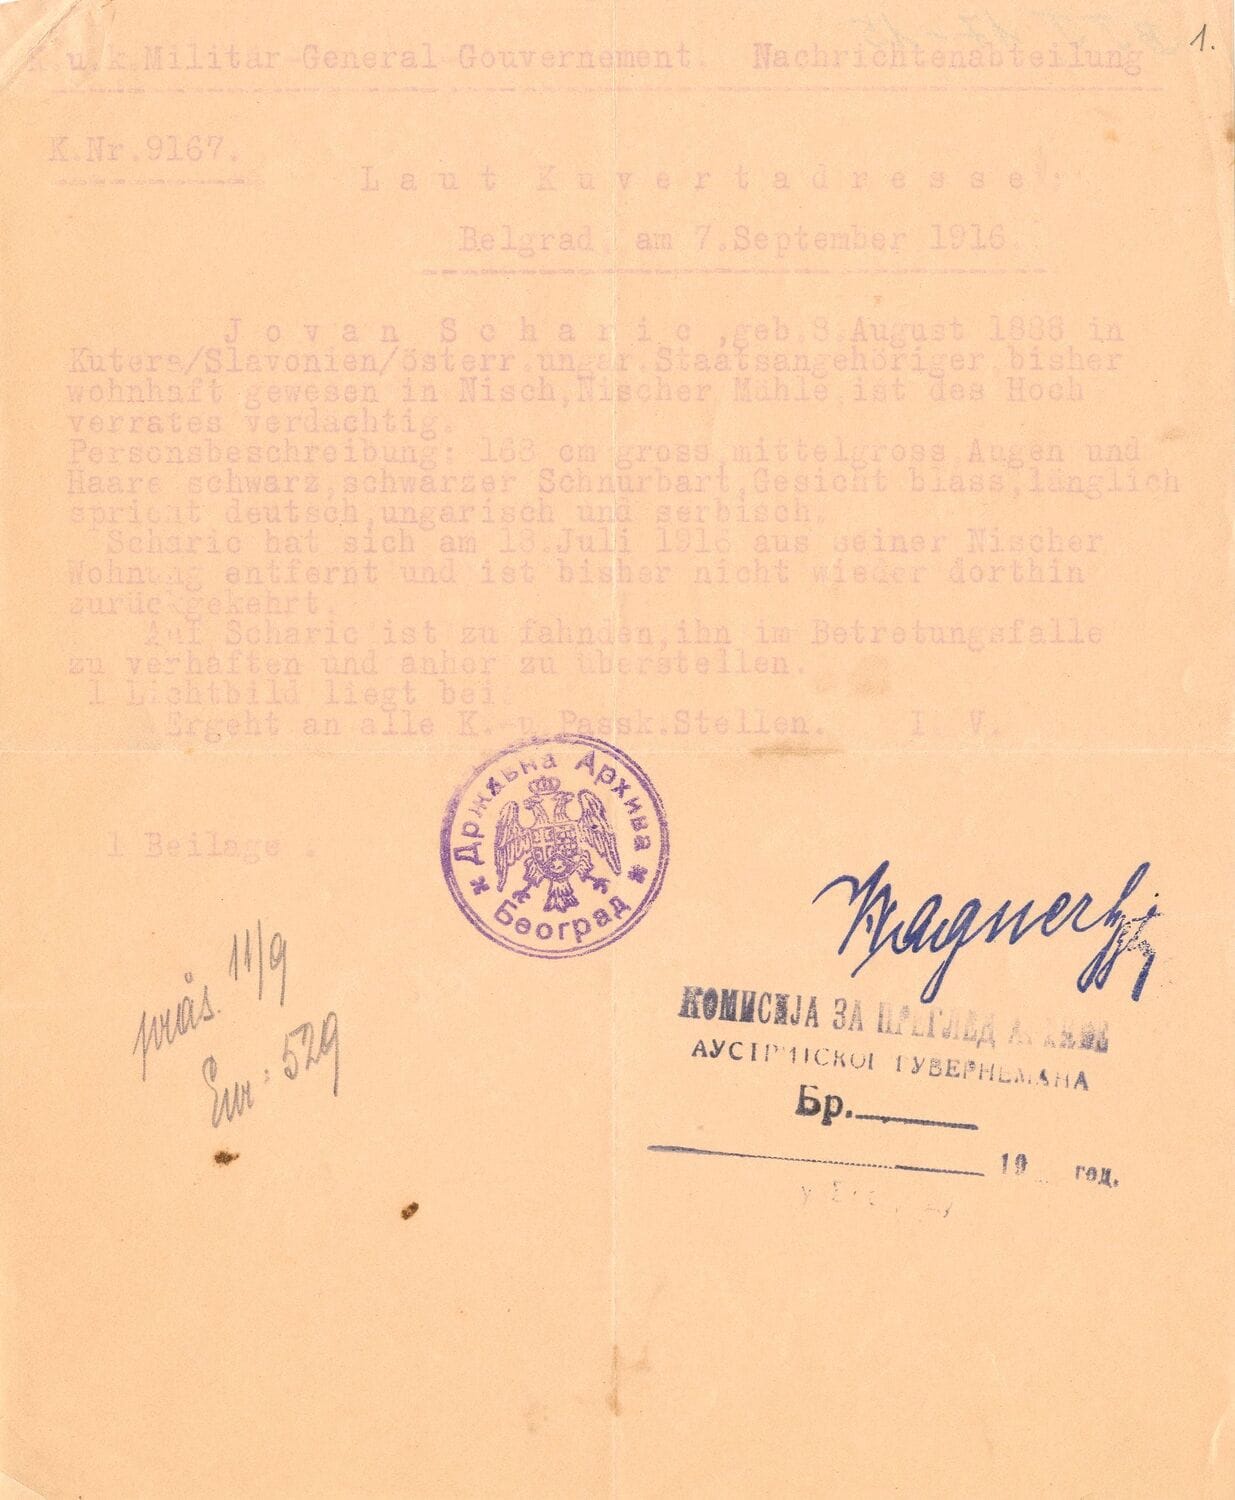 1.
K.u.k.Militär-General-Gouvernement. Nachrichtenabteilung
K.Nr.9167.
Laut Kuvertadresse:
Belgrad, am 7.September 1916.
Jovan Scharic, geb.8.August 1886 in
Kutera/Slavonien/österr.ungar.Staatsangehöriger bisher
wohnhaft gewesen in Nisch,Nischer Mühle,ist des Hoch
verrates verdächtig.
Personsbeschreibung: 168 cm gross,mittelgross,Augen und
Haare schwarz,schwarzer Schnurbart,Gesicht blass,länglich
spricht deutsch,ungarisch und serbisch.
Scharic hat sich am 18.Juli 1916 aus seiner Nischer
Wohnung entfernt und ist bisher nicht wieder dorthin
zurückgekehrt.
Auf Scharic ist zu fahnden,ihn im Betretungsfalle
zu verhaften und anher zu überstellen.
1 Lichtbild liegt bei.
Ergeht an alle K.-u.Passk.Stellen. I. V.
Државна Архива
Београд
1 Beilage.
Wagner
präs. 11/9
529
КОМИСИЈА ЗА ПРЕГЛЕД АРХИВЕ
АУСТРИЈСКОГ ГУВЕРНЕМАНА
Бр.
19 год.
у Београду